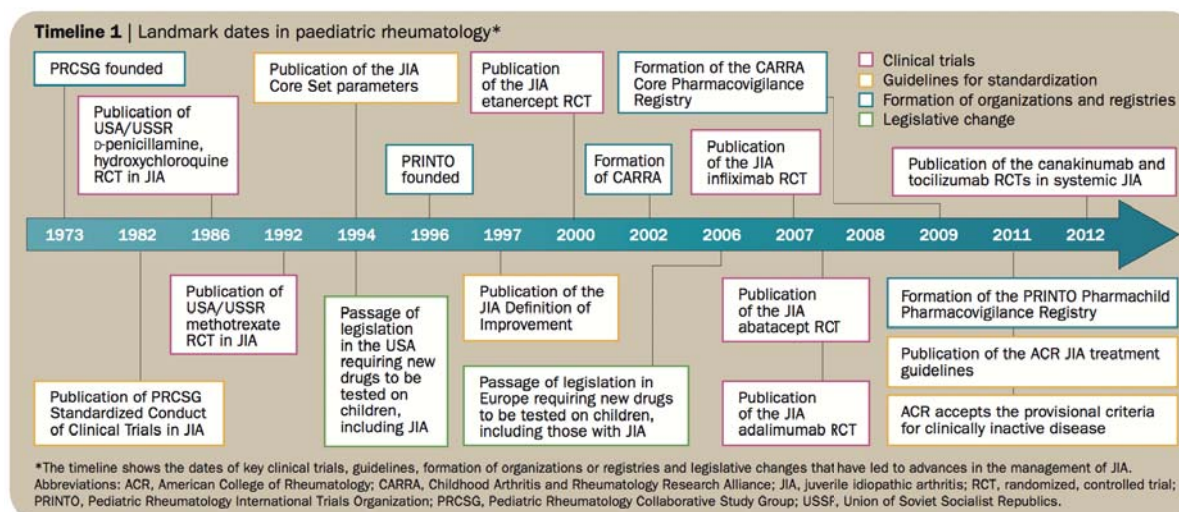 Timeline 1 | Landmark dates in paediatric rheumatology*
PRCSG founded
Publication of
USA/USSR
D-penicillamine,
hydroxychloroquine
RCT in JIA
Publication of the JIA
Core Set parameters
PRINTO
founded
Publication
of the JIA
etanercept RCT
Formation
of CARRA
Formation of the CARRA
Core Pharmacovigilance
Registry
Publication
of the JIA
infliximab RCT
Clinical trials
Guidelines for standardization
Formation of organizations and registries
Legislative change
Publication of the canakinumab and
tocilizumab RCTs in systemic JIA
1973 1982 1986 1992 1994 1996 1997 2000 2002 2006 2007 2008 2009 2011 2012
Publication of PRCSG
Standardized Conduct
of Clinical Trials in JIA
Publication of
USA/USSR
methotrexate
RCT in JIA
Passage of
legislation
in the USA
requiring new
drugs to be
tested on
children,
including JIA
Publication of the
JIA Definition of
Improvement
Passage of legislation in
Europe requiring new drugs
to be tested on children,
including those with JIA
Publication
of the JIA
abatacept RCT
Publication
of the JIA
adalimumab RCT
Formation of the PRINTO Pharmachild
Pharmacovigilance Registry
Publication of the ACR JIA treatment
guidelines
ACR accepts the provisional criteria
for clinically inactive disease
*The timeline shows the dates of key clinical trials, guidelines, formation of organizations or registries and legislative changes that have led to advances in the management of JIA.
Abbreviations: ACR, American College of Rheumatology; CARRA, Childhood Arthritis and Rheumatology Research Alliance; JIA, juvenile idiopathic arthritis; RCT, randomized, controlled trial;
PRINTO, Pediatric Rheumatology International Trials Organization; PRCSG, Pediatric Rheumatology Collaborative Study Group; USSR, Union of Soviet Socialist Republics.